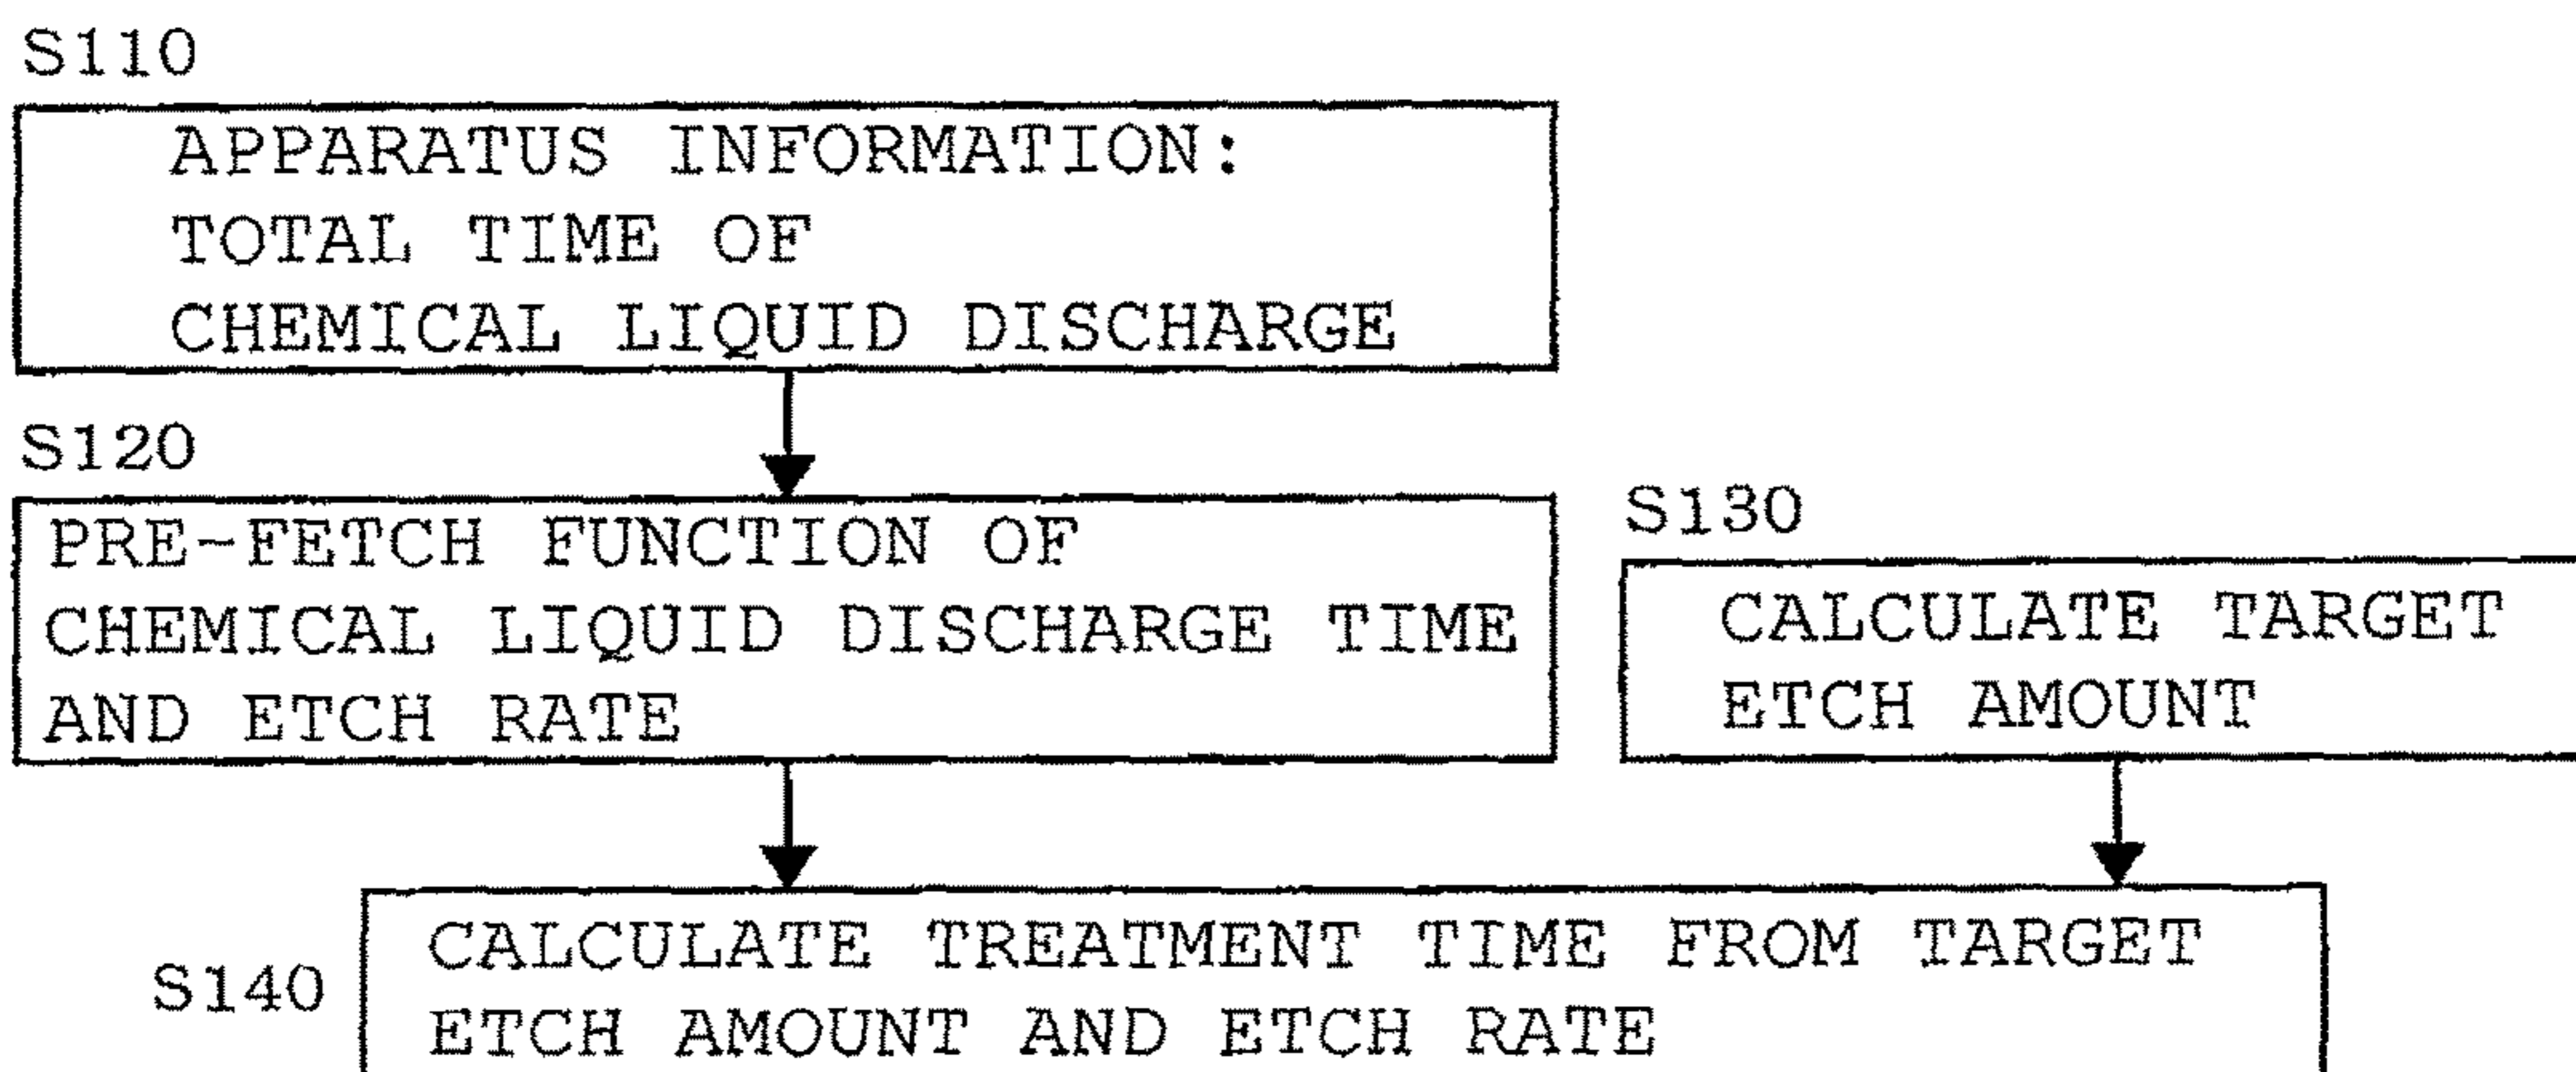 S110
APPARATUS INFORMATION:
TOTAL TIME OF
CHEMICAL LIQUID DISCHARGE
S120
PRE-FETCH FUNCTION OF
CHEMICAL LIQUID DISCHARGE TIME
AND ETCH RATE
S130
CALCULATE TARGET
ETCH AMOUNT
S140
CALCULATE TREATMENT TIME FROM TARGET
ETCH AMOUNT AND ETCH RATE